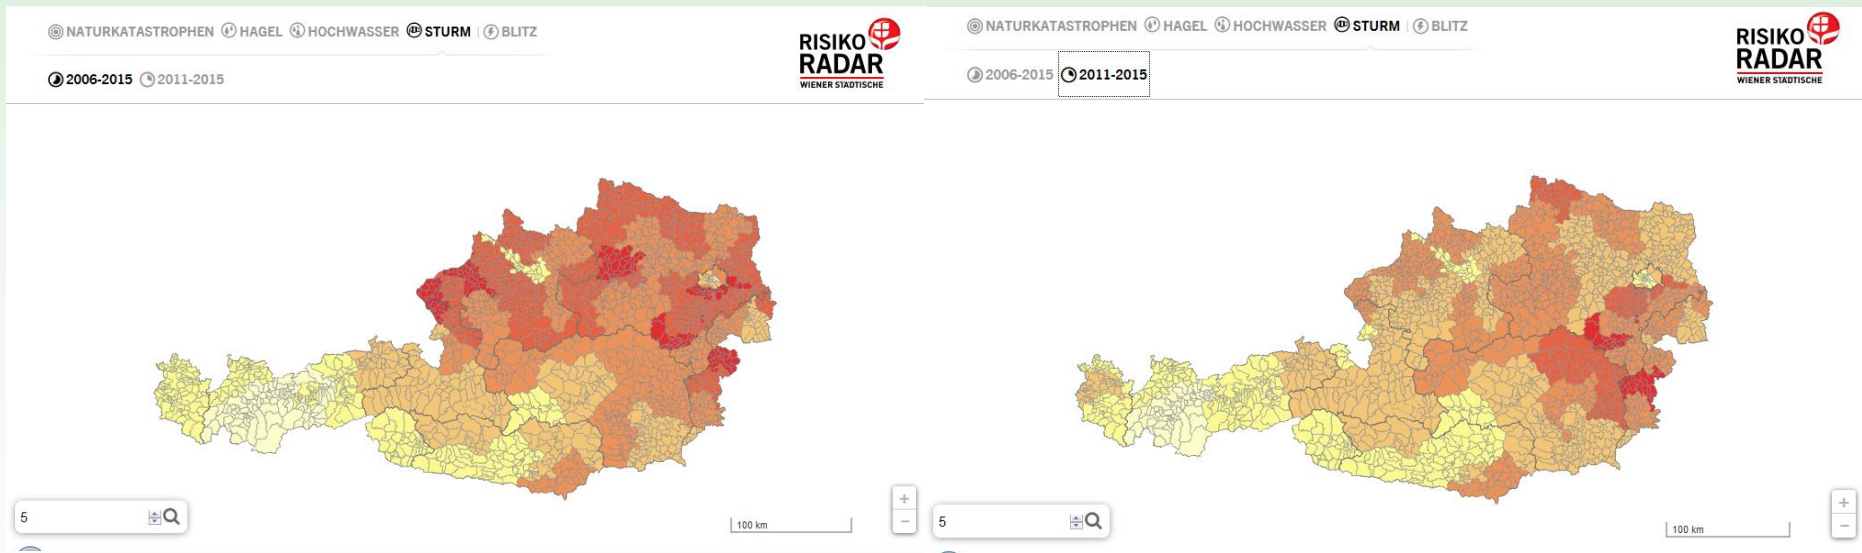 NATURKATASTROPHEN HAGEL HOCHWASSER STURM | BLITZ
2006-2015 2011-2015
RISIKO
RADAR
WIENER STÄDTISCHE
5
+
−
100 km
NATURKATASTROPHEN HAGEL HOCHWASSER STURM | BLITZ
2006-2015 2011-2015
RISIKO
RADAR
WIENER STÄDTISCHE
5
+
−
100 km